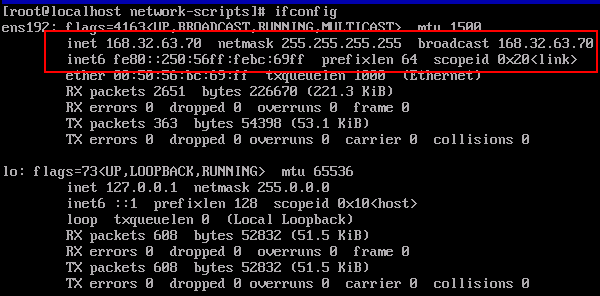 [root@localhost network-scripts]# ifconfig
ens192: flags=4163<UP,BROADCAST,RUNNING,MULTICAST>  mtu 1500
inet 168.32.63.70  netmask 255.255.255.255  broadcast 168.32.63.70
inet6 fe80::250:56ff:febc:69ff  prefixlen 64  scopeid 0x20<link>
ether 00:50:56:bc:69:ff  txqueuelen 1000  (Ethernet)
RX packets 2651  bytes 226670 (221.3 KiB)
RX errors 0  dropped 0  overruns 0  frame 0
TX packets 363  bytes 54398 (53.1 KiB)
TX errors 0  dropped 0 overruns 0  carrier 0  collisions 0
lo: flags=73<UP,LOOPBACK,RUNNING>  mtu 65536
inet 127.0.0.1  netmask 255.0.0.0
inet6 ::1  prefixlen 128  scopeid 0x10<host>
loop  txqueuelen 0  (Local Loopback)
RX packets 608  bytes 52832 (51.5 KiB)
RX errors 0  dropped 0  overruns 0  frame 0
TX packets 608  bytes 52832 (51.5 KiB)
TX errors 0  dropped 0 overruns 0  carrier 0  collisions 0